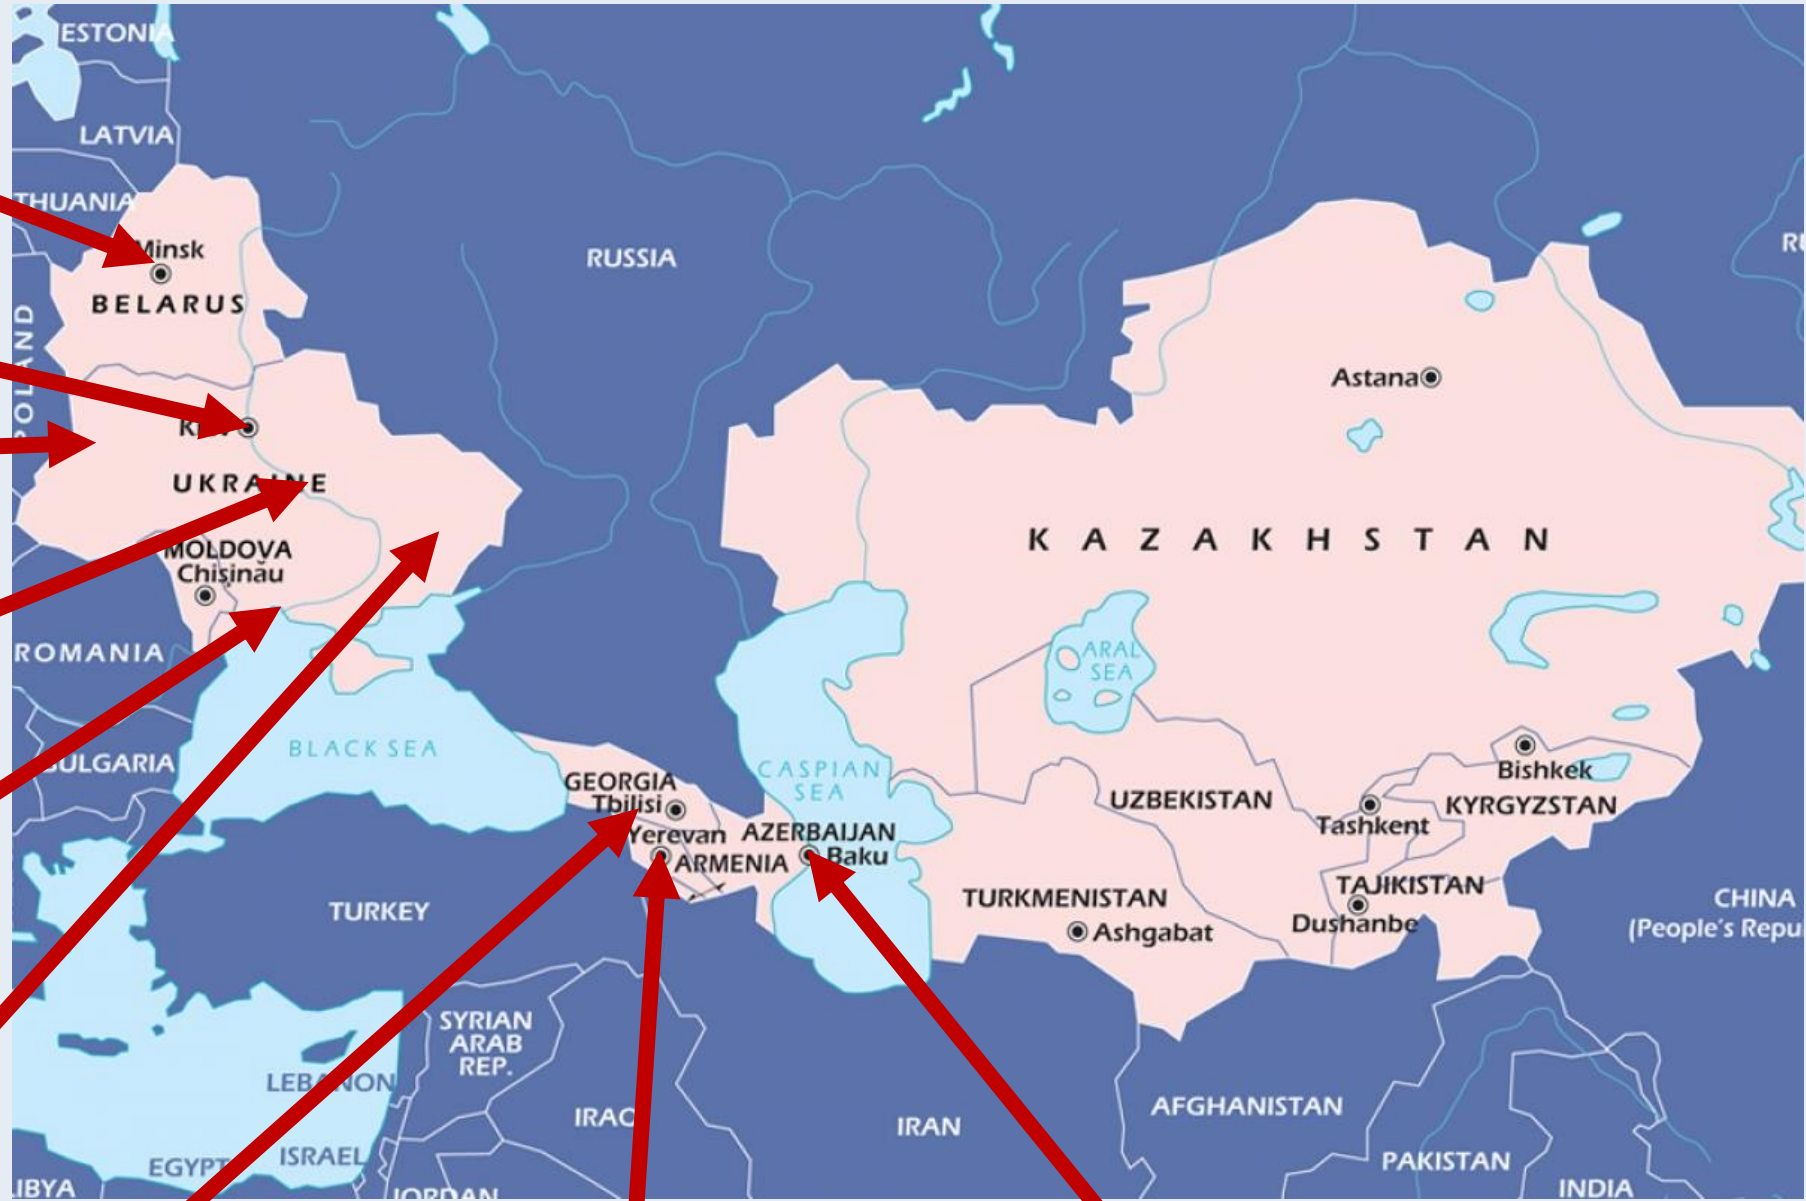 ESTONIA
LATVIA
THUANIA
Minsk
BELARUS
POLAND
RUSSIA
UKRAINE
MOLDOVA
Chișinău
ROMANIA
BULGARIA
BLACK SEA
GEORGIA
Tbilisi
Yerevan
ARMENIA
AZERBAIJAN
Baku
CASPIAN
SEA
TURKEY
SYRIAN
ARAB
REP.
LEBANON
ISRAEL
EGYPT
IBYA
JORDAN
IRAQ
IRAN
Astana
KAZAKHSTAN
ARAL
SEA
UZBEKISTAN
Bishkek
KYRGYZSTAN
Tashkent
TURKMENISTAN
Ashgabat
TAJIKISTAN
Dushanbe
CHINA
(People's Repu
AFGHANISTAN
PAKISTAN
INDIA
RU